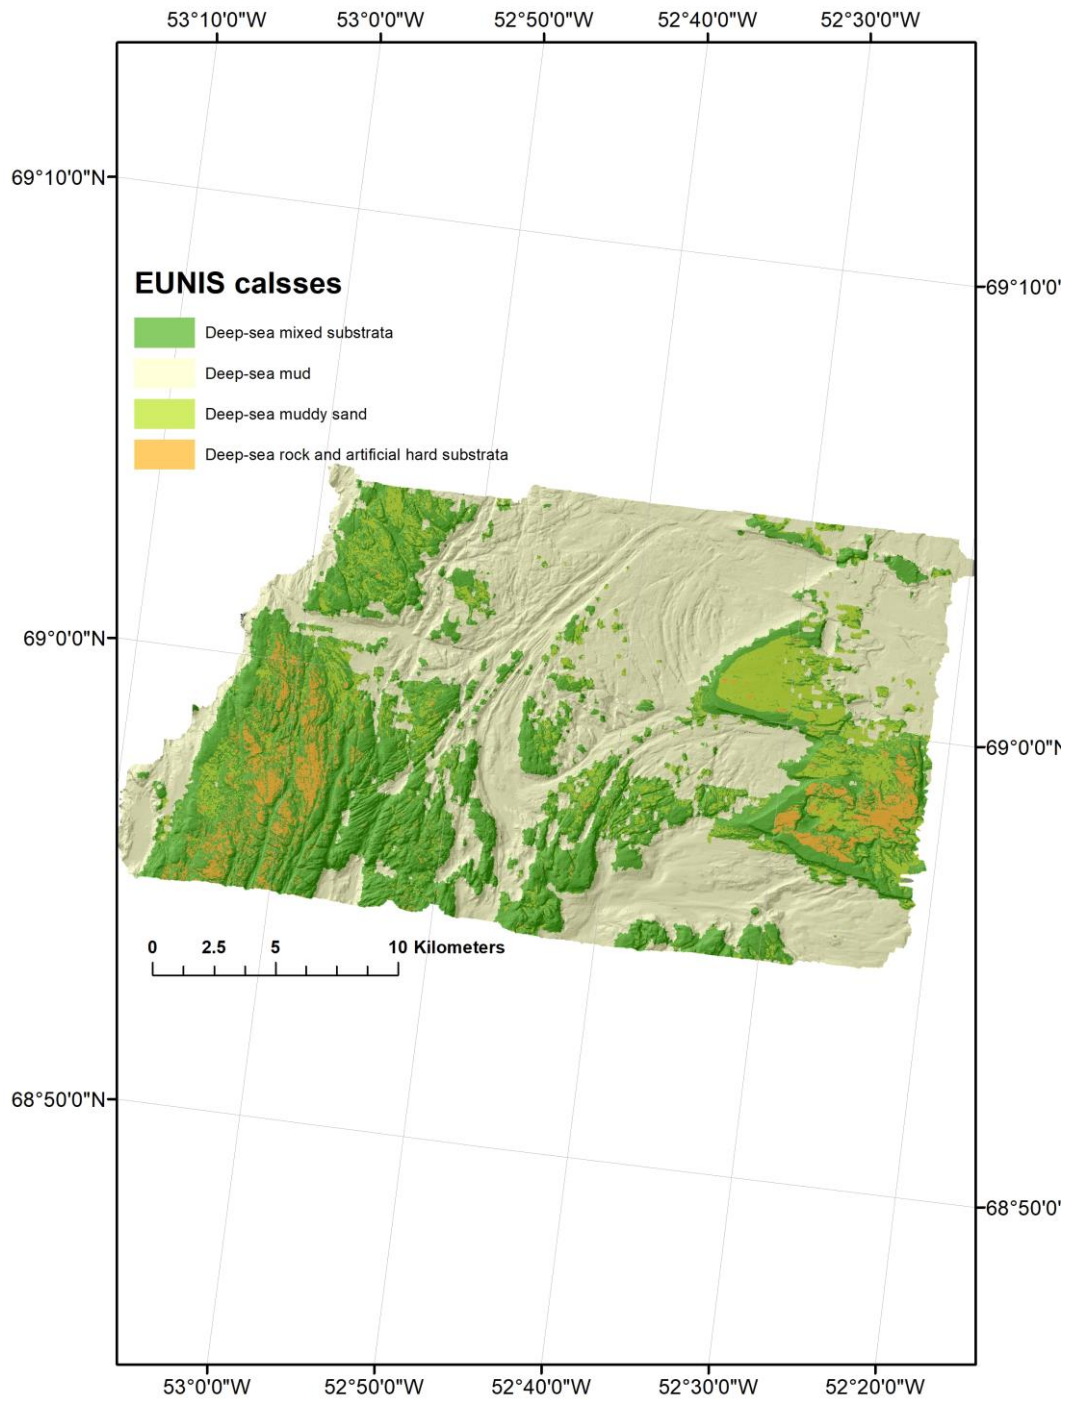 53°10'0"W 53°0'0"W 52°50'0"W 52°40'0"W 52°30'0"W
69°10'0"N
69°10'0'
EUNIS calsses
Deep-sea mixed substrata
Deep-sea mud
Deep-sea muddy sand
Deep-sea rock and artificial hard substrata
69°0'0"N
69°0'0"N
0 2.5 5 10 Kilometers
68°50'0"N
68°50'0'
53°0'0"W 52°50'0"W 52°40'0"W 52°30'0"W 52°20'0"W